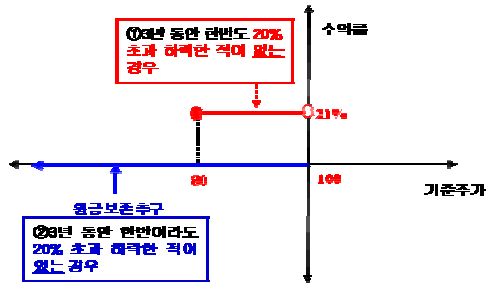 ①3년 동안 한번도 20%
초과 하락한 적이 없는
경우
수익률
21%
80
100
기준주가
원금보존추구
②3년 동안 한번이라도
20% 초과 하락한 적이
있는 경우